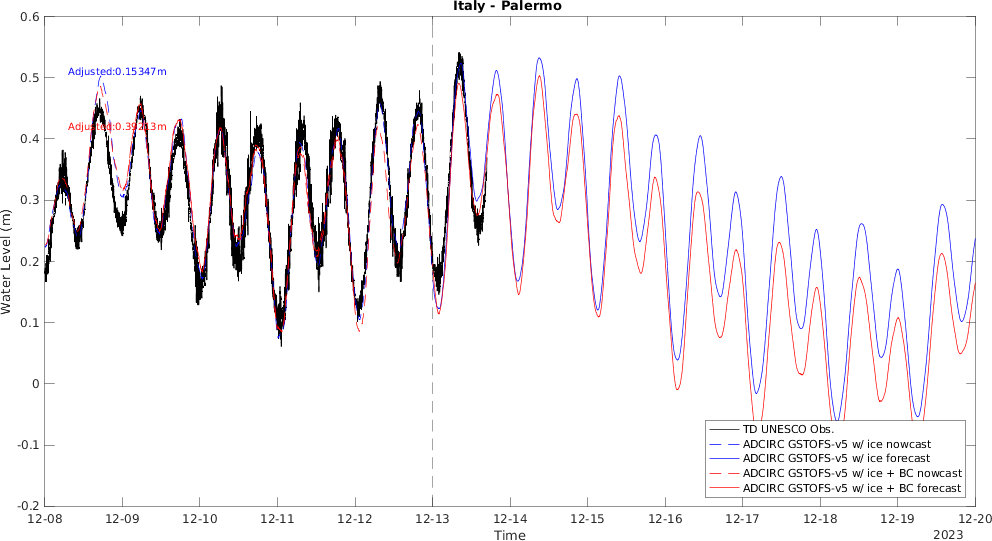 Italy - Palermo
0.6
0.5
0.4
0.3
0.2
0.1
0
-0.1
-0.2
Water Level (m)
Adjusted:0.15347m
TD UNESCO Obs.
ADCIRC GSTOFS-v5 w/ ice nowcast
ADCIRC GSTOFS-v5 w/ ice forecast
ADCIRC GSTOFS-v5 w/ ice + BC nowcast
ADCIRC GSTOFS-v5 w/ ice + BC forecast
12-08 12-09 12-10 12-11 12-12 12-13 12-14 12-15 12-16 12-17 12-18 12-19 12-20
Time
2023